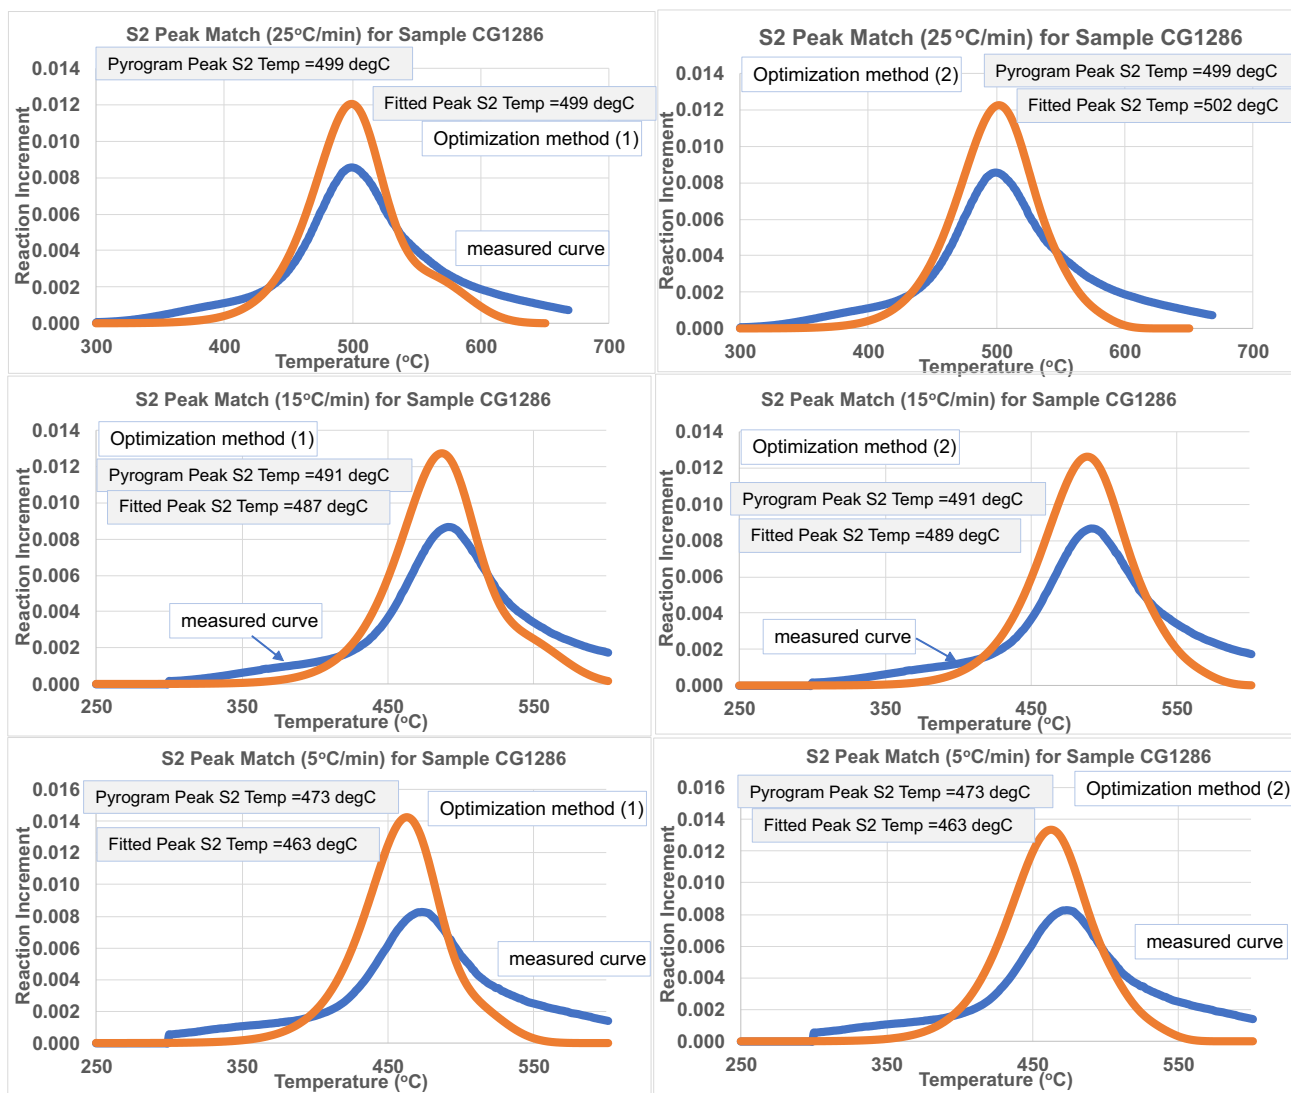 S2 Peak Match (25°C/min) for Sample CG1286
Pyrogram Peak S2 Temp =499 degC
Fitted Peak S2 Temp =499 degC
Optimization method (1)
measured curve
Reaction Increment
0.014
0.012
0.010
0.008
0.006
0.004
0.002
0.000
300
400
500
600
700
Temperature (°C)
S2 Peak Match (25°C/min) for Sample CG1286
Optimization method (2)
Pyrogram Peak S2 Temp =499 degC
Fitted Peak S2 Temp =502 degC
Reaction Increment
0.014
0.012
0.010
0.008
0.006
0.004
0.002
0.000
300
400
500
600
700
Temperature (°C)
S2 Peak Match (15°C/min) for Sample CG1286
Optimization method (1)
Pyrogram Peak S2 Temp =491 degC
Fitted Peak S2 Temp =487 degC
measured curve
Reaction Increment
0.014
0.012
0.010
0.008
0.006
0.004
0.002
0.000
250
350
450
550
Temperature (°C)
S2 Peak Match (15°C/min) for Sample CG1286
Optimization method (2)
Pyrogram Peak S2 Temp =491 degC
Fitted Peak S2 Temp =489 degC
measured curve
Reaction Increment
0.014
0.012
0.010
0.008
0.006
0.004
0.002
0.000
250
350
450
550
Temperature (°C)
S2 Peak Match (5°C/min) for Sample CG1286
Pyrogram Peak S2 Temp =473 degC
Optimization method (1)
Fitted Peak S2 Temp =463 degC
measured curve
Reaction Increment
0.016
0.014
0.012
0.010
0.008
0.006
0.004
0.002
0.000
250
350
450
550
Temperature (°C)
S2 Peak Match (5°C/min) for Sample CG1286
Pyrogram Peak S2 Temp =473 degC
Optimization method (2)
Fitted Peak S2 Temp =463 degC
measured curve
Reaction Increment
0.016
0.014
0.012
0.010
0.008
0.006
0.004
0.002
0.000
250
350
450
550
Temperature (°C)